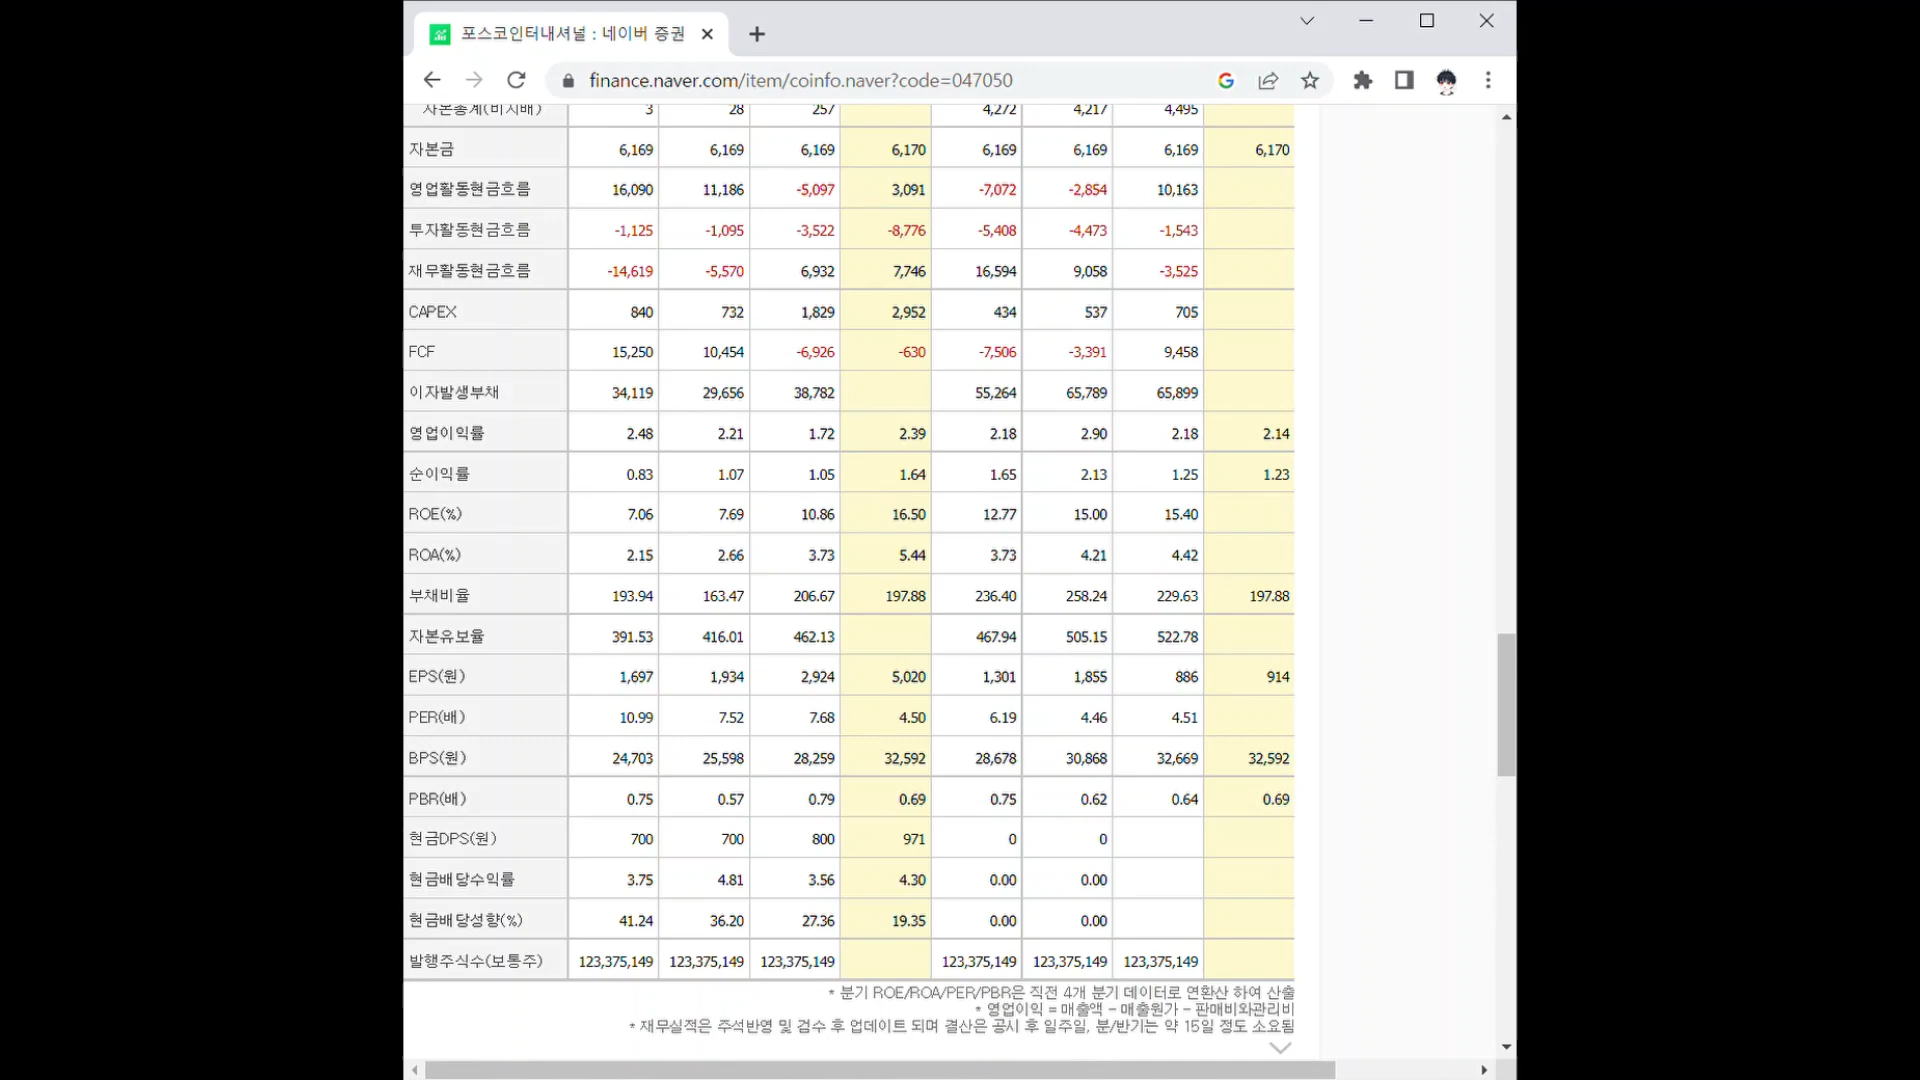 포스코인터내셔널 : 네이버 증권
finance.naver.com/item/coinfo.naver?code=047050
자본총계(비지배) 3 28 257 4,272 4,217 4,495
자본금 6,169 6,169 6,169 6,170 6,169 6,169 6,169 6,170
영업활동현금흐름 16,090 11,186 -5,097 3,091 -7,072 -2,854 10,163
투자활동현금흐름 -1,125 -1,095 -3,522 -8,776 -5,408 -4,473 -1,543
재무활동현금흐름 -14,619 -5,570 6,932 7,746 16,594 9,058 -3,525
CAPEX 840 732 1,829 2,952 434 537 705
FCF 15,250 10,454 -6,926 -630 -7,506 -3,391 9,458
이자발생부채 34,119 29,656 38,782 55,264 65,789 65,899
영업이익률 2.48 2.21 1.72 2.39 2.18 2.90 2.18 2.14
순이익률 0.83 1.07 1.05 1.64 1.65 2.13 1.25 1.23
ROE(%) 7.06 7.69 10.86 16.50 12.77 15.00 15.40
ROA(%) 2.15 2.66 3.73 5.44 3.73 4.21 4.42
부채비율 193.94 163.47 206.67 197.88 236.40 258.24 229.63 197.88
자본유보율 391.53 416.01 462.13 467.94 505.15 522.78
EPS(원) 1,697 1,934 2,924 5,020 1,301 1,855 886 914
PER(배) 10.99 7.52 7.68 4.50 6.19 4.46 4.51
BPS(원) 24,703 25,598 28,259 32,592 28,678 30,868 32,669 32,592
PBR(배) 0.75 0.57 0.79 0.69 0.75 0.62 0.64 0.69
현금DPS(원) 700 700 800 971 0 0
현금배당수익률 3.75 4.81 3.56 4.30 0.00 0.00
현금배당성향(%) 41.24 36.20 27.36 19.35 0.00 0.00
발행주식수(보통주) 123,375,149 123,375,149 123,375,149 123,375,149 123,375,149 123,375,149
* 분기 ROE/ROA/PER/PBR은 직전 4개 분기 데이터로 연환산 하여 산출
* 영업이익 = 매출액 - 매출원가 - 판매비와관리비
* 재무실적은 주석반영 및 검수 후 업데이트 되며 결산은 공시 후 일주일, 분/반기는 약 15일 정도 소요됨